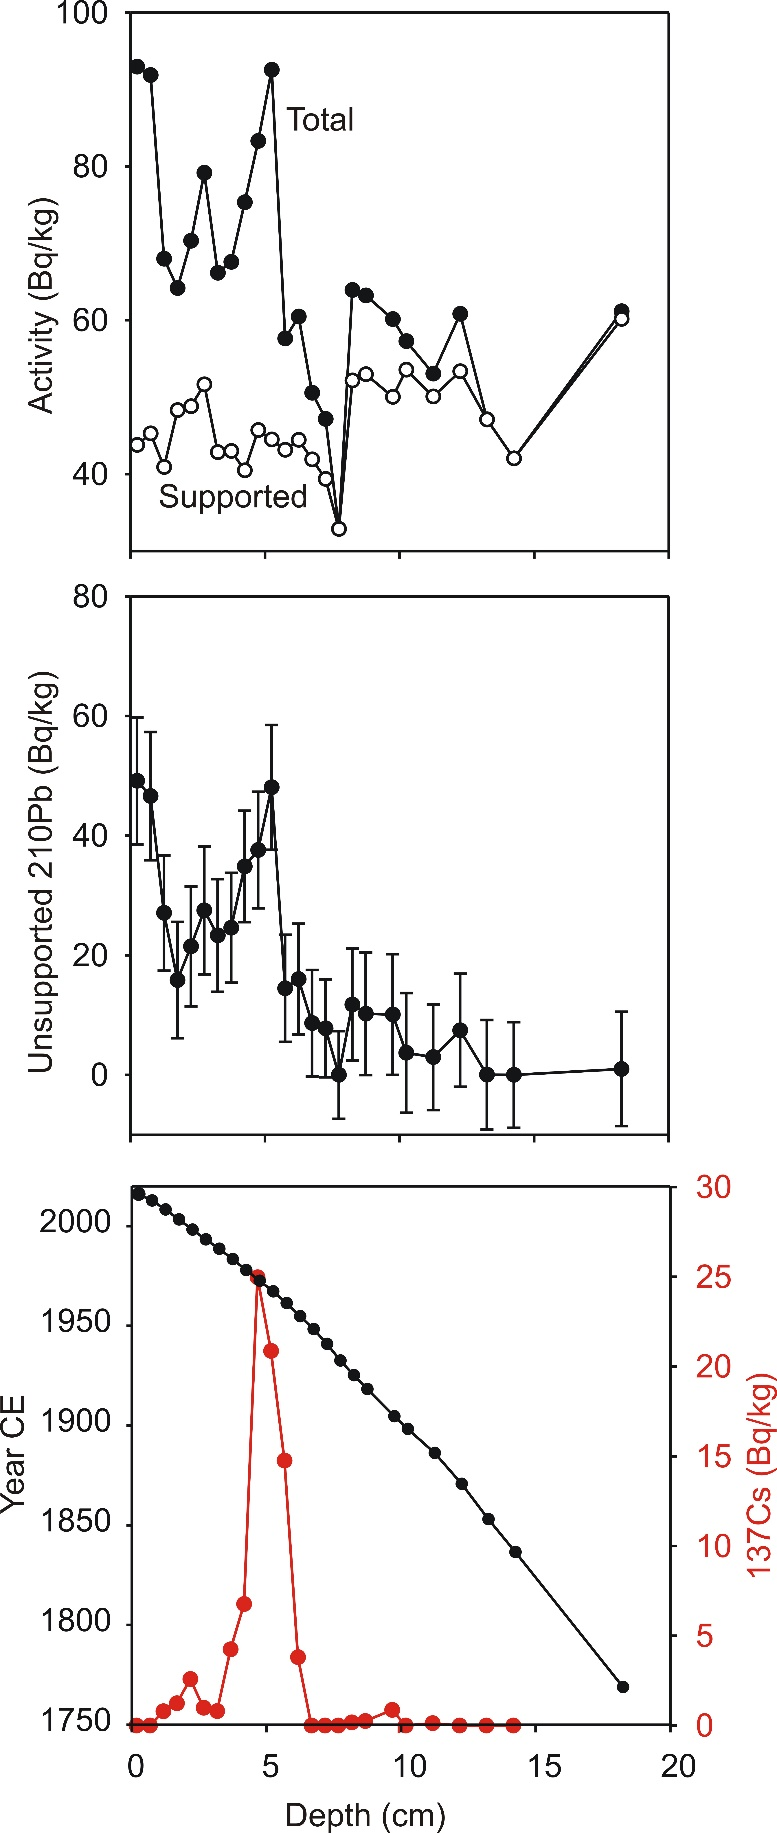 100
80
60
40
Activity (Bq/kg)
Total
Supported
80
60
40
20
0
Unsupported 210Pb (Bq/kg)
2000
1950
1900
1850
1800
1750
Year CE
30
25
20
15
10
5
0
137Cs (Bq/kg)
0 5 10 15 20
Depth (cm)